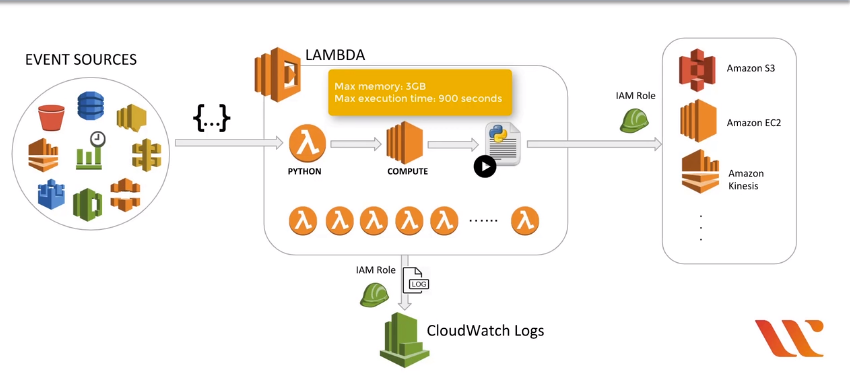 EVENT SOURCES
{...}
LAMBDA
Max memory: 3GB
Max execution time: 900 seconds
PYTHON
COMPUTE
IAM Role
Amazon S3
Amazon EC2
Amazon
Kinesis
IAM Role
LOG
CloudWatch Logs